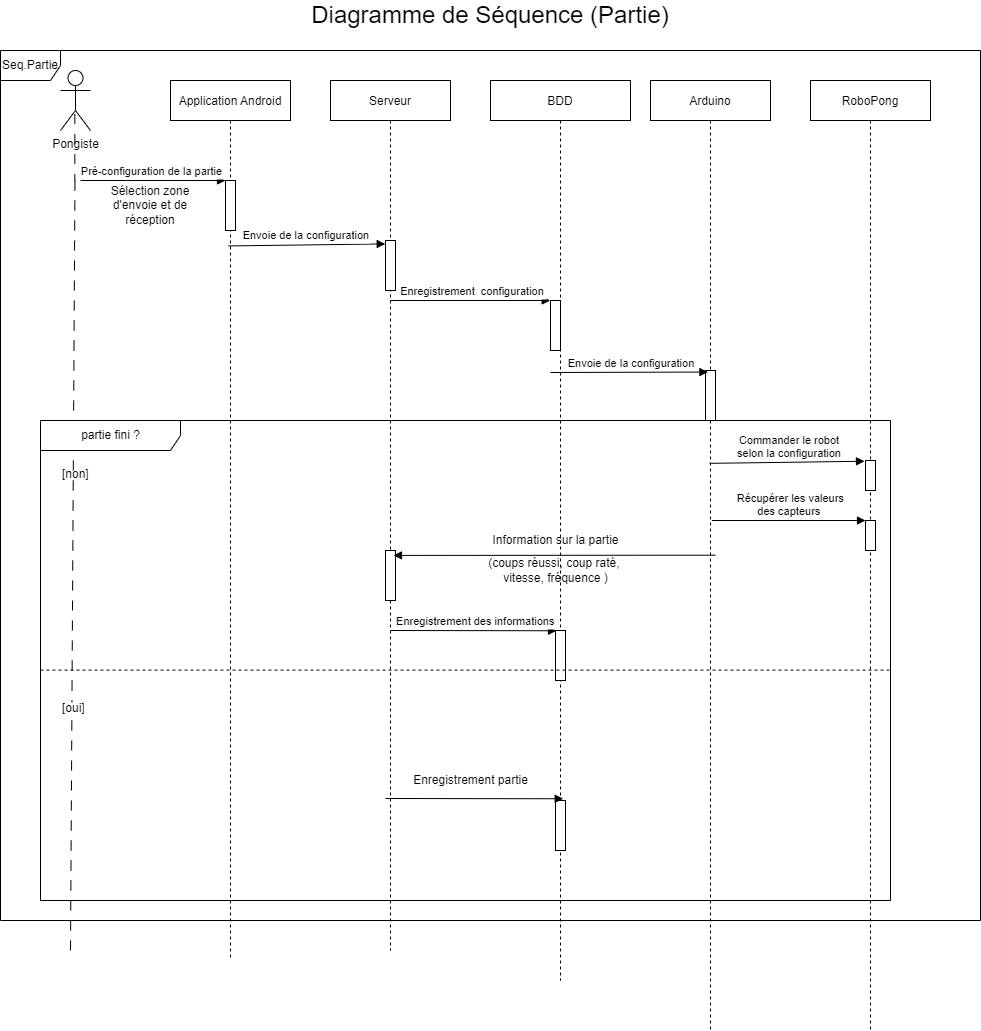 Diagramme de Séquence (Partie)
Seq.Partie
Pongiste
Application Android
Serveur
BDD
Arduino
RoboPong
Pré-configuration de la partie
Sélection zone
d'envoie et de
réception
Envoie de la configuration
Enregistrement configuration
Envoie de la configuration
partie fini ?
Commander le robot
selon la configuration
[non]
Récupérer les valeurs
des capteurs
Information sur la partie
(coups réussi, coup raté,
vitesse, fréquence )
Enregistrement des informations
[oui]
Enregistrement partie